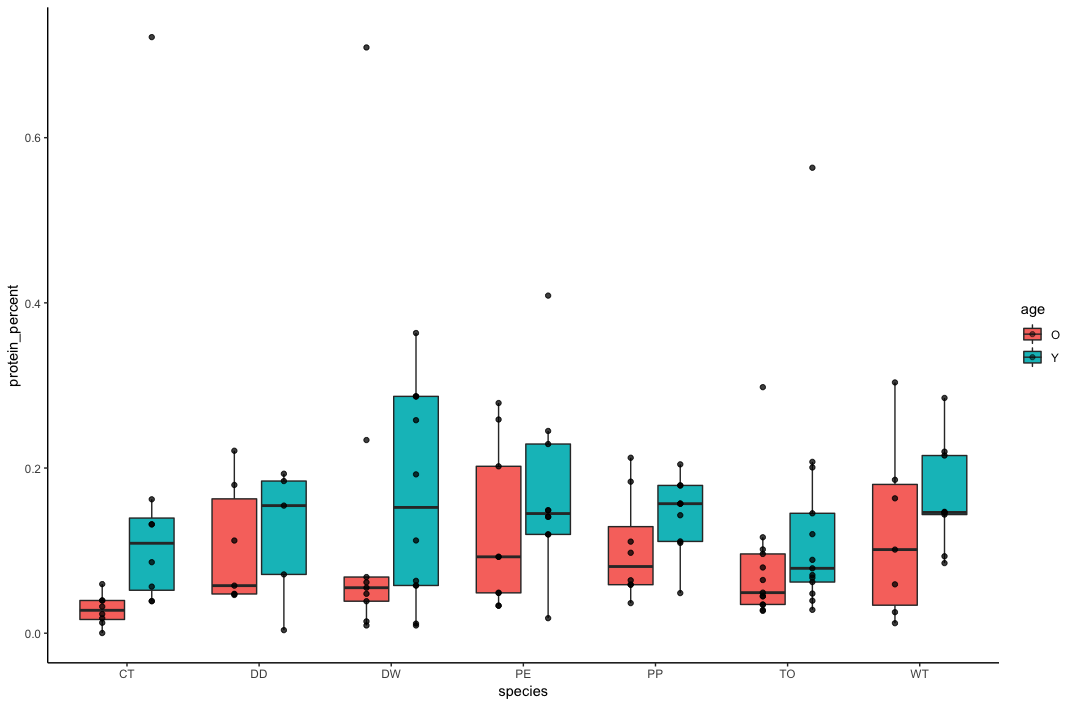 protein_percent
0.6
0.4
0.2
0.0
CT DD DW PE PP TO WT
species
age
O
Y